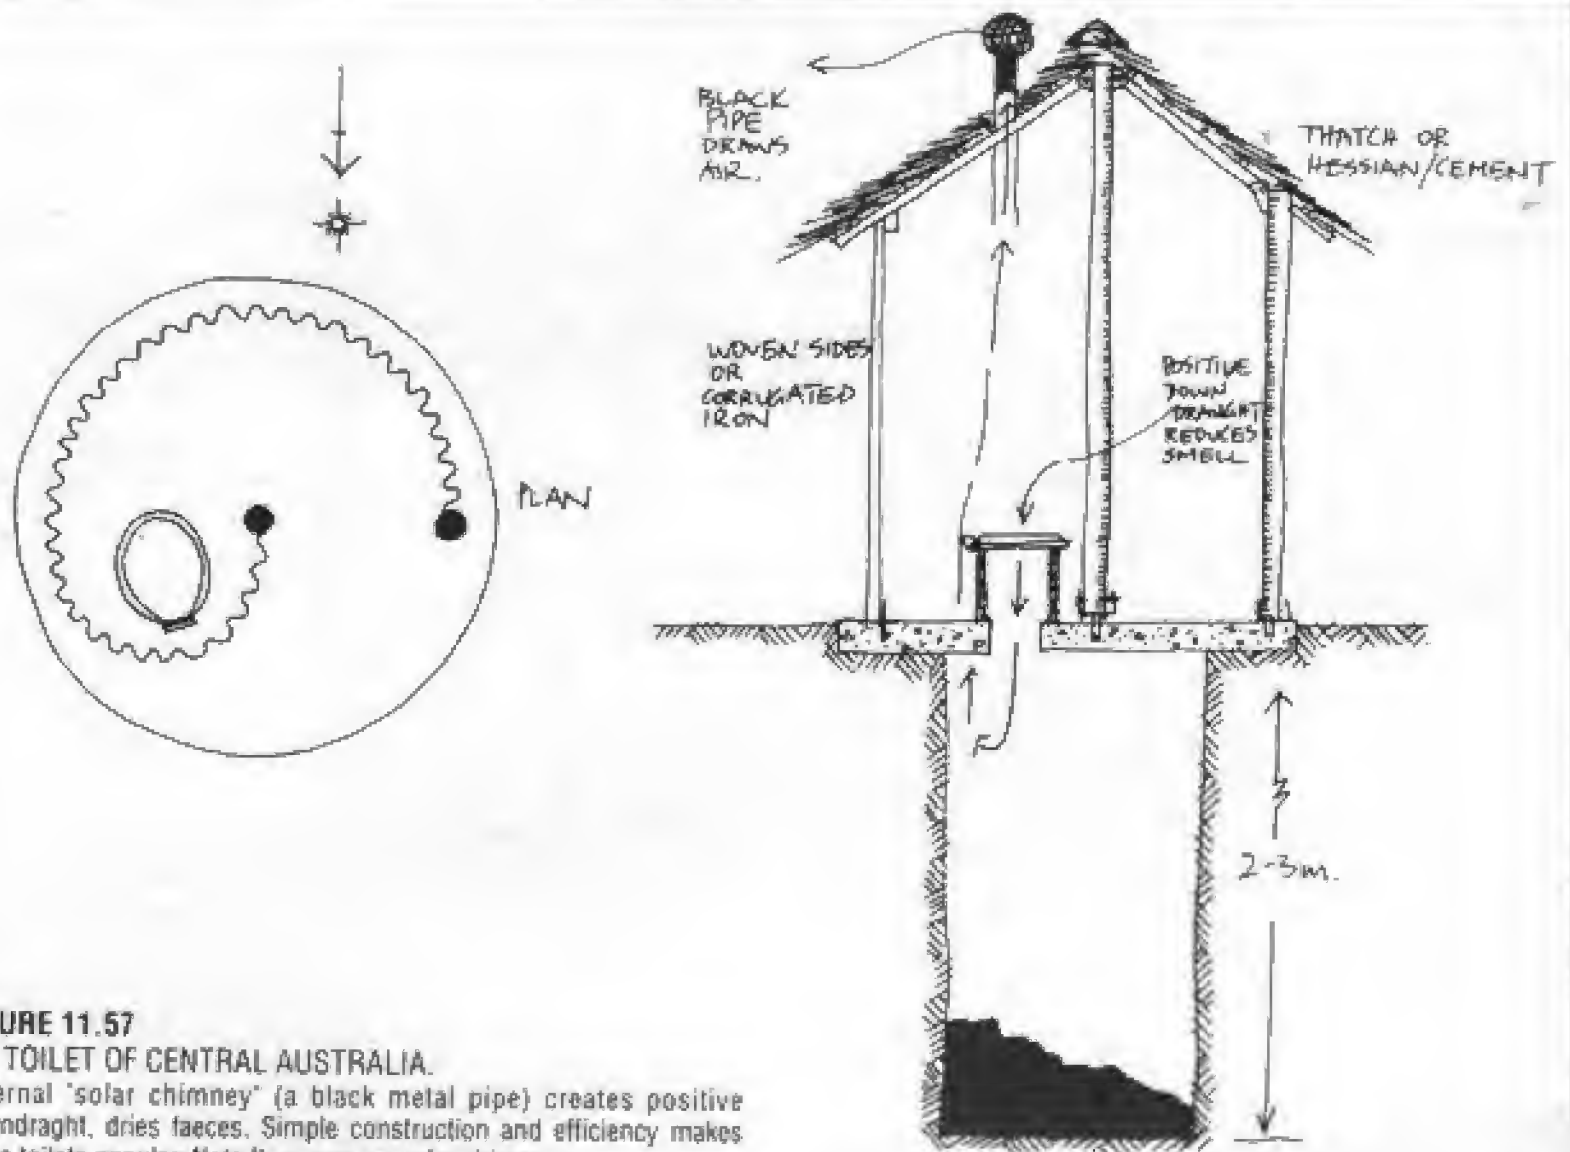 BLACK
PIPE
DRAWS
AIR.
THATCH OR
HESSIAN/CEMENT
WOVEN SIDES
OR
CORRUGATED
IRON
POSITIVE
DOWN
DRAUGHT
REDUCES
SMELL
PLAN
2-3m.
URE 11.57
TOILET OF CENTRAL AUSTRALIA.
ernal "solar chimney" (a black metal pipe) creates positive
ndraght, dries faeces. Simple construction and efficiency makes